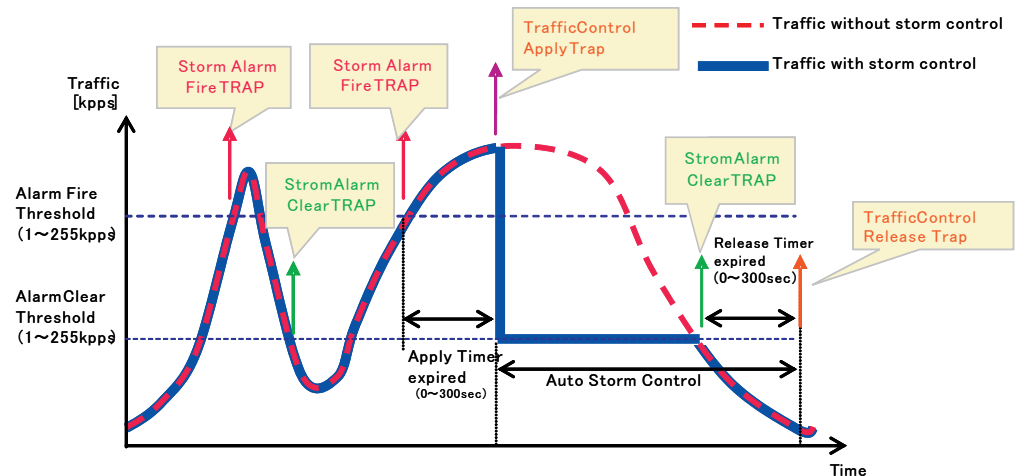 Traffic without storm control
Traffic with storm control
TrafficControl
ApplyTrap
Storm Alarm
FireTRAP
Storm Alarm
FireTRAP
Traffic
[kpps]
StromAlarm
ClearTRAP
StromAlarm
ClearTRAP
Alarm Fire
Threshold
(1～255kpps)
TrafficControl
Release Trap
Release Timer
expired
(0～300sec)
AlarmClear
Threshold
(1～255kpps)
Apply Timer
expired
(0～300sec)
Auto Storm Control
Time